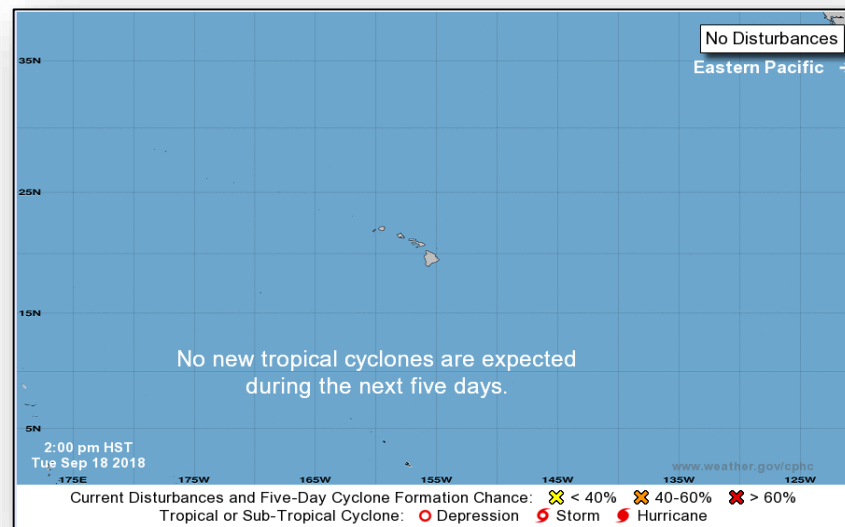 No Disturbances
Eastern Pacific →
35N
25N
15N
No new tropical cyclones are expected
during the next five days.
5N
2:00 pm HST
Tue Sep 18 2018
www.weather.gov/cphc
175E 175W 165W 155W 145W 135W 125W
Current Disturbances and Five-Day Cyclone Formation Chance: < 40% 40-60% > 60%
Tropical or Sub-Tropical Cyclone: Depression Storm Hurricane